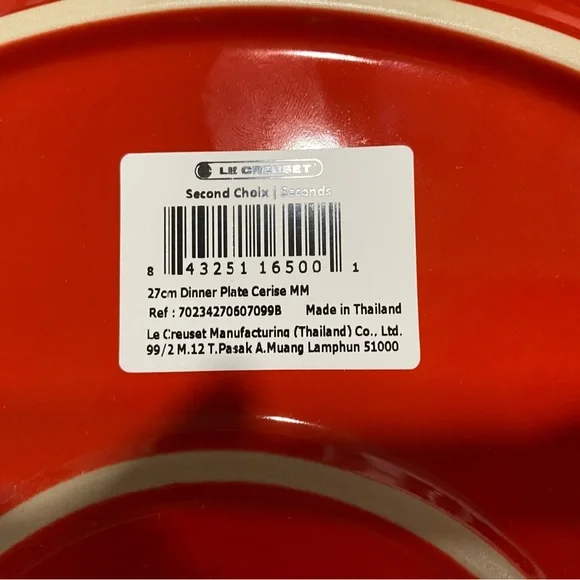 LE CREUSET
Second Choix | Seconds
8 43251 16500 1
27cm Dinner Plate Cerise MM
Ref : 70234270607099B Made in Thailand
Le Creuset Manufacturing (Thailand) Co., Ltd.
99/2 M.12 T.Pasak A.Muang Lamphun 51000